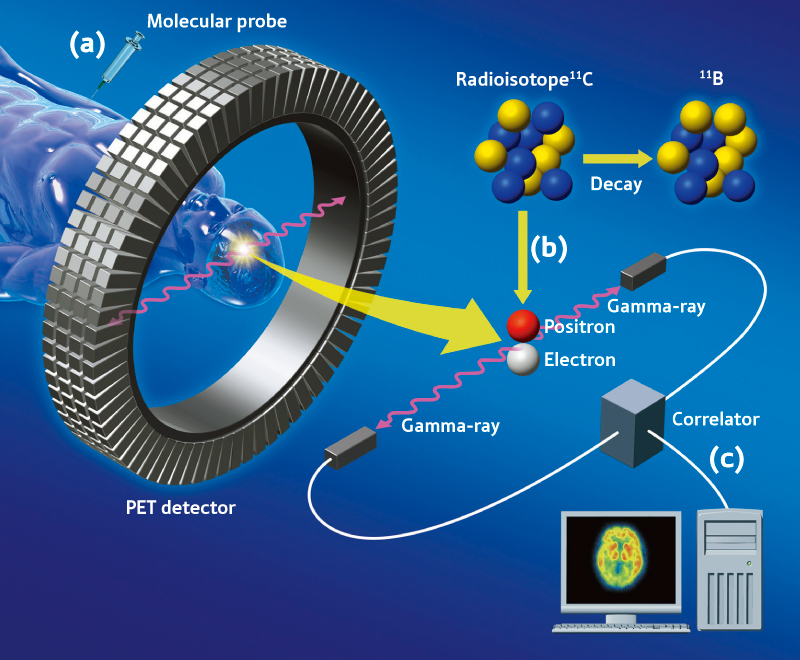 Molecular probe
(a)
Radioisotope¹¹C
¹¹B
Decay
(b)
Gamma-ray
Positron
Electron
Gamma-ray
Correlator
(c)
PET detector